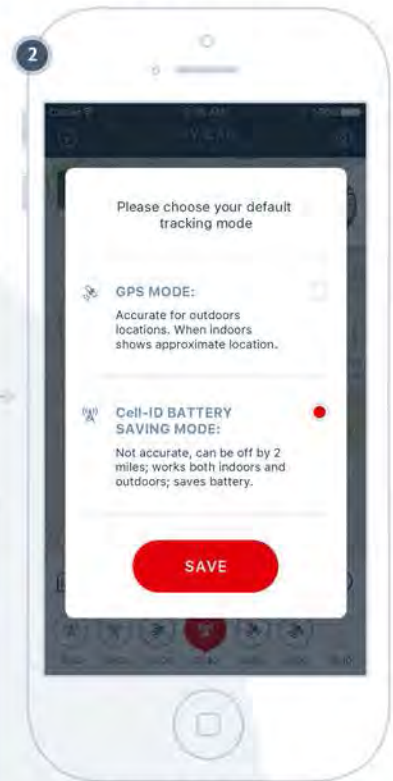 2
Please choose your default
tracking mode
GPS MODE:
Accurate for outdoors
locations. When indoors
shows approximate location.
Cell-ID BATTERY
SAVING MODE:
Not accurate, can be off by 2
miles; works both indoors and
outdoors; saves battery.
SAVE